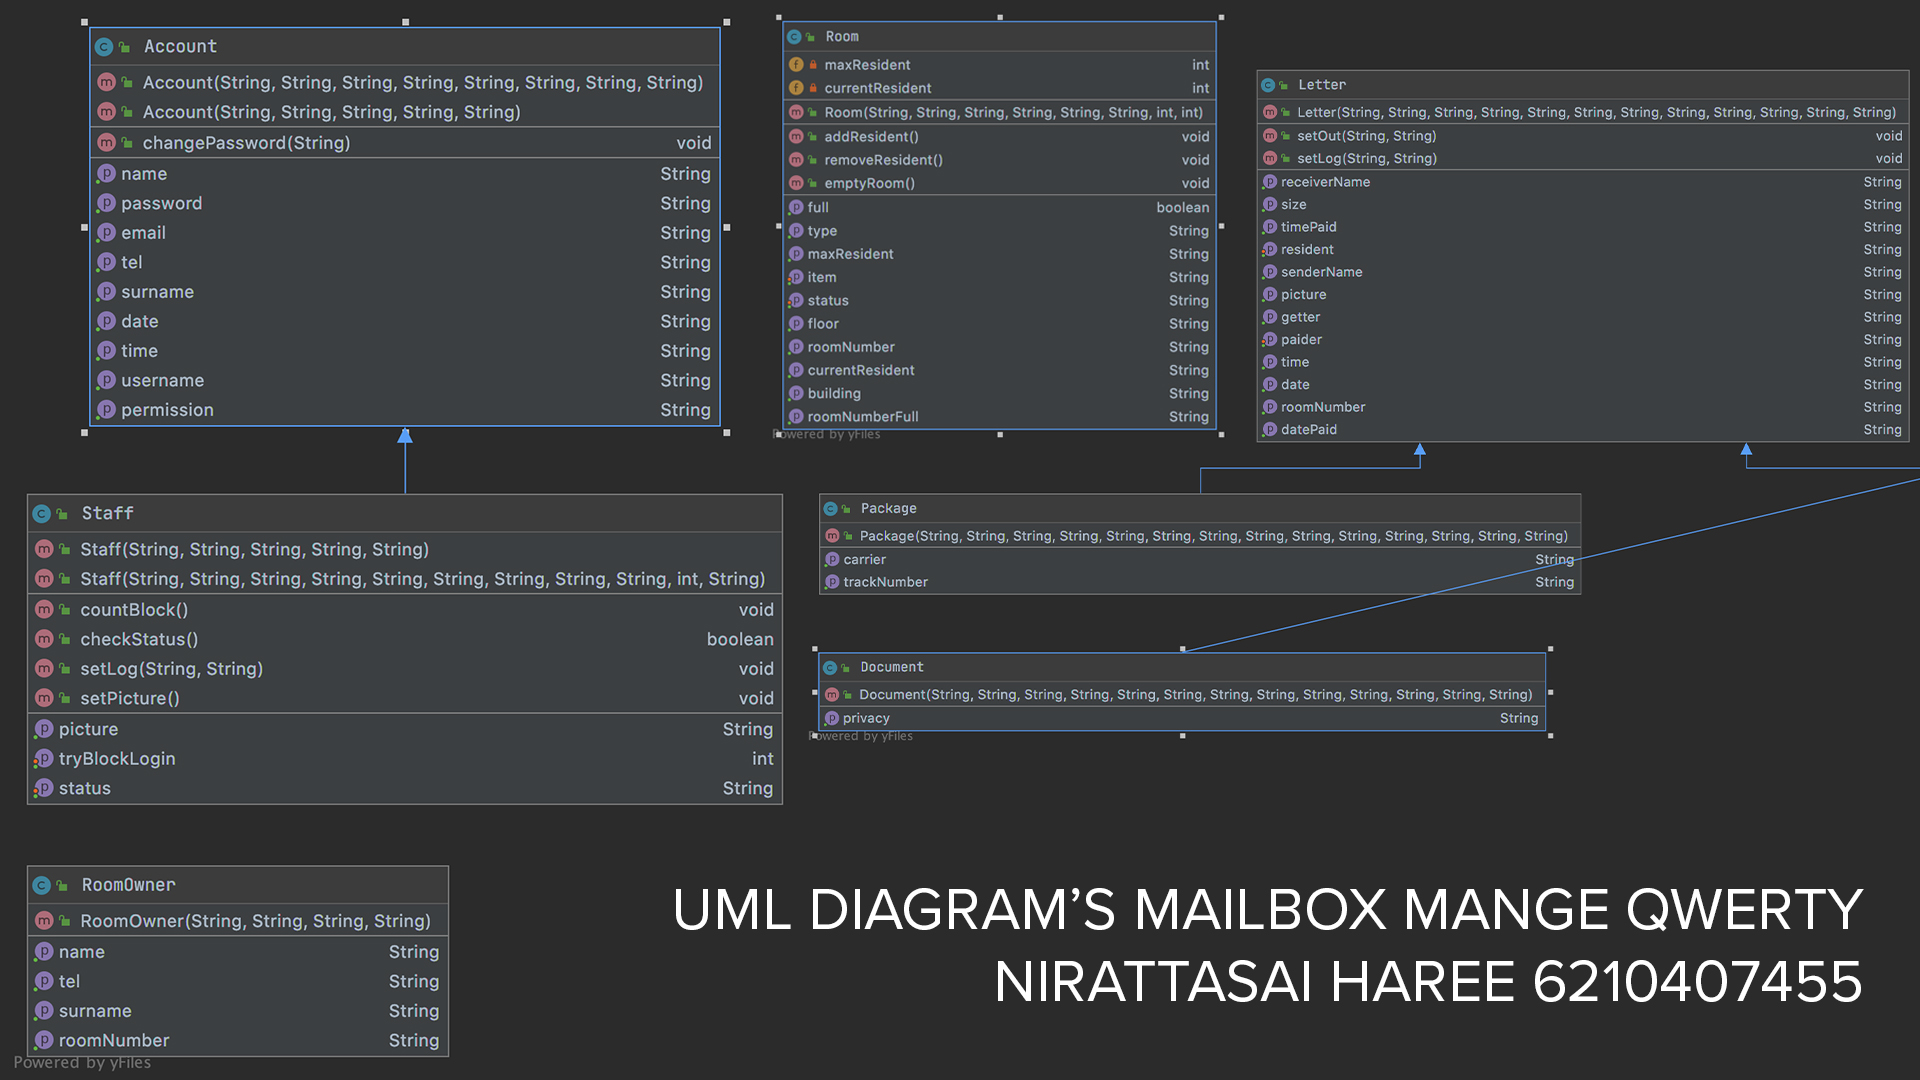 Account
Account(String, String, String, String, String, String, String, String)
Account(String, String, String, String, String)
changePassword(String) void
name String
password String
email String
tel String
surname String
date String
time String
username String
permission String
Room
maxResident int
currentResident int
Room(String, String, String, String, String, String, int, int)
addResident() void
removeResident() void
emptyRoom() void
full boolean
type String
maxResident String
item String
status String
floor String
roomNumber String
currentResident String
building String
roomNumberFull String
Powered by yFiles
Letter
Letter(String, String, String, String, String, String, String, String, String, String, String, String)
setOut(String, String) void
setLog(String, String) void
receiverName String
size String
timePaid String
resident String
senderName String
picture String
getter String
paider String
time String
date String
roomNumber String
datePaid String
Staff
Staff(String, String, String, String, String)
Staff(String, String, String, String, String, String, String, String, String, int, String)
countBlock() void
checkStatus() boolean
setLog(String, String) void
setPicture() void
picture String
tryBlockLogin int
status String
Package
Package(String, String, String, String, String, String, String, String, String, String, String, String, String, String)
carrier String
trackNumber String
Document
Document(String, String, String, String, String, String, String, String, String, String, String, String, String)
privacy String
Powered by yFiles
RoomOwner
RoomOwner(String, String, String, String)
name String
tel String
surname String
roomNumber String
Powered by yFiles
UML DIAGRAM’S MAILBOX MANGE QWERTY
NIRATTASAI HAREE 6210407455